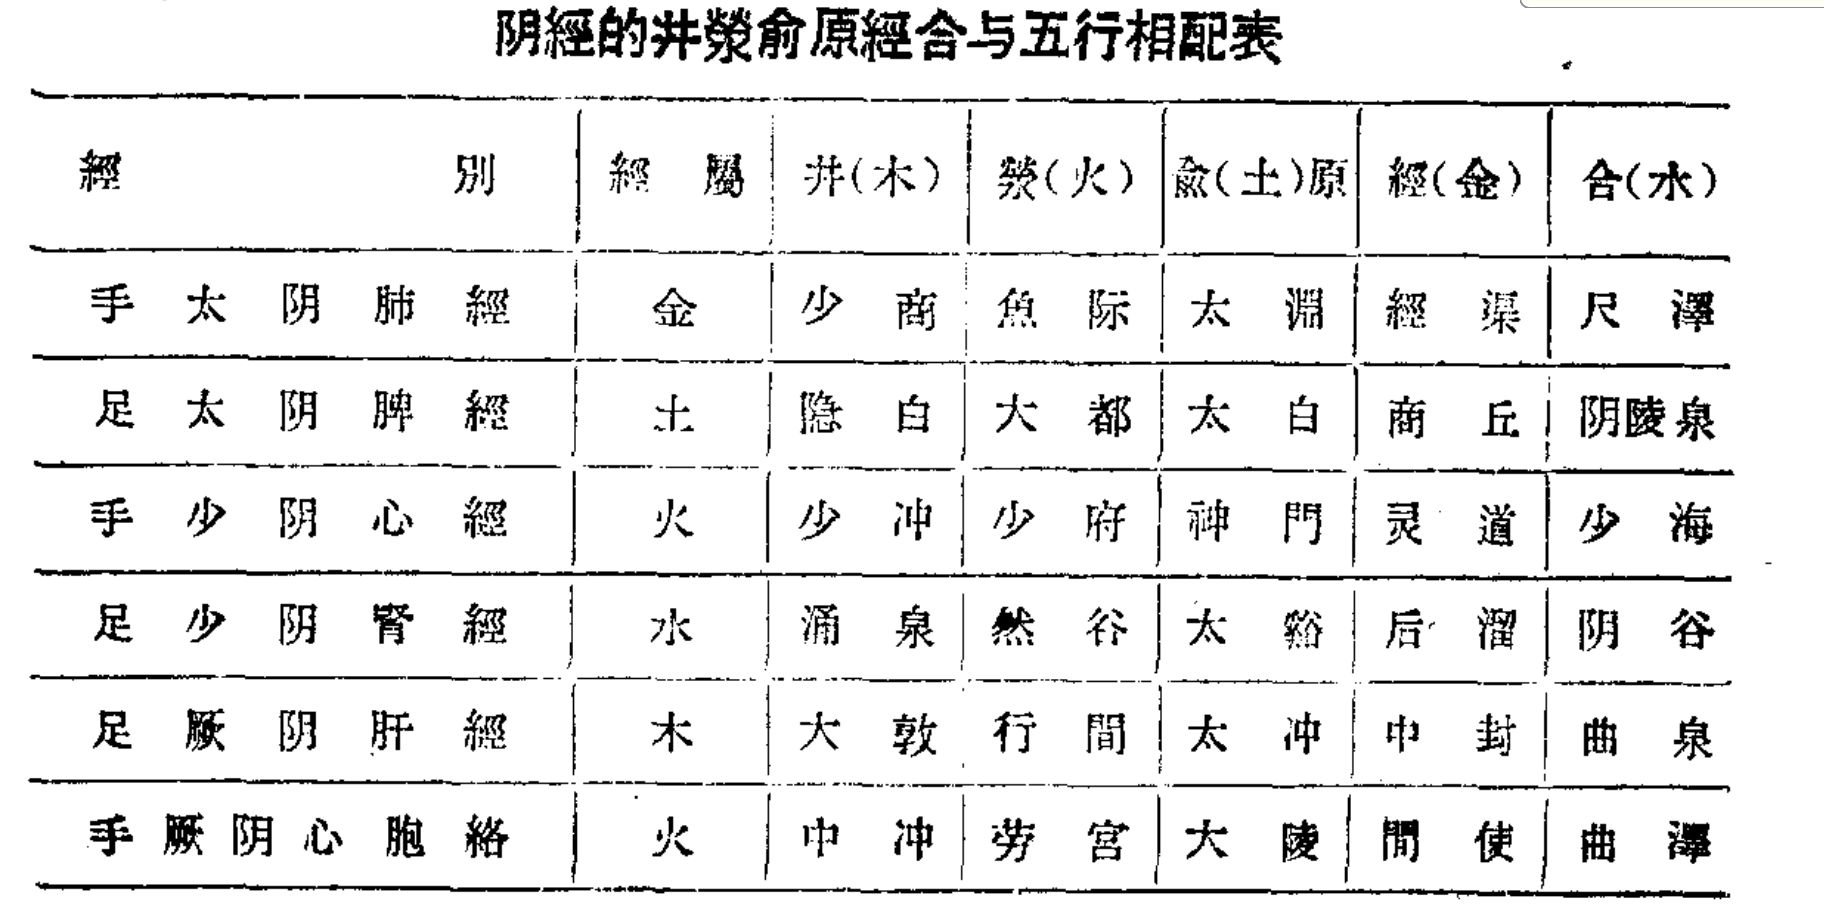 阴經的井滎俞原經合与五行相配表
經别 經屬 井(木) 滎(火) 俞(土)原 經(金) 合(水)
手太阴肺經 金 少商 魚际 太淵 經渠 尺澤
足太阴脾經 土 隐白 大都 太白 商丘 阴陵泉
手少阴心經 火 少冲 少府 神門 灵道 少海
足少阴腎經 水 涌泉 然谷 太谿 后溜 阴谷
足厥阴肝經 木 大敦 行間 太冲 中封 曲泉
手厥阴心胞絡 火 中冲 劳宮 大陵 間使 曲澤